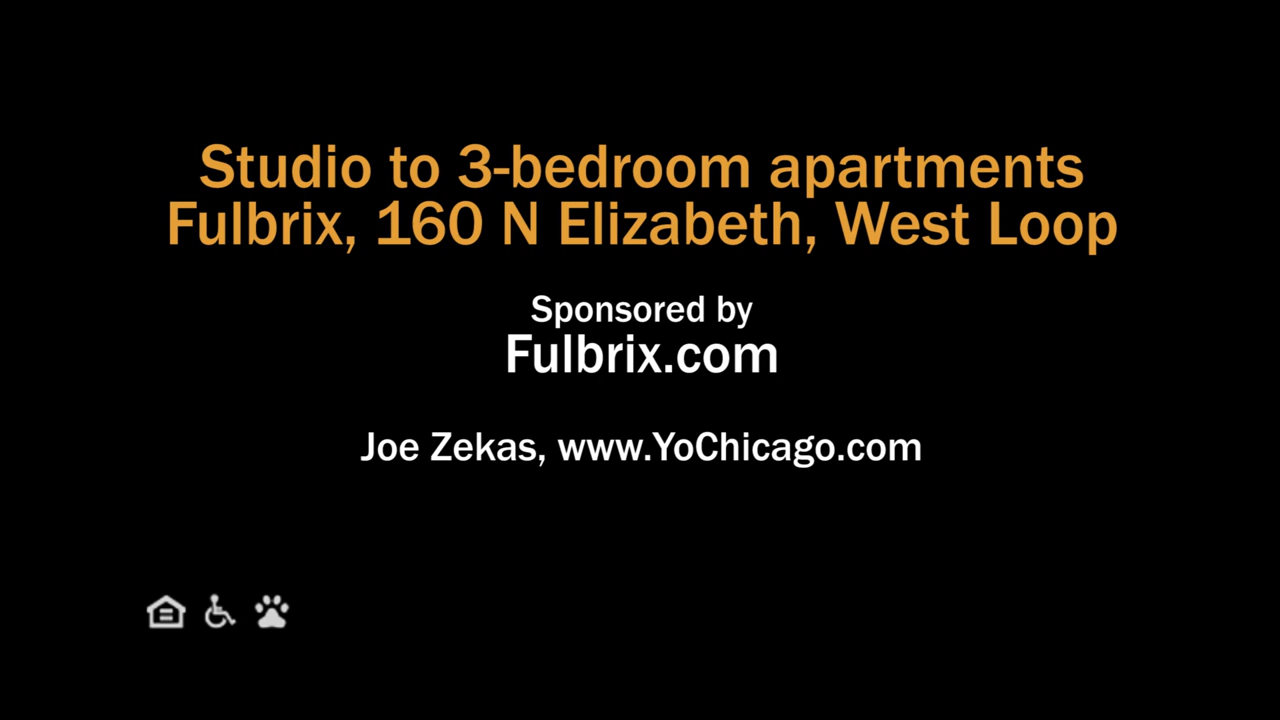 Studio to 3-bedroom apartments
Fulbrix, 160 N Elizabeth, West Loop
Sponsored by
Fulbrix.com
Joe Zekas, www.YoChicago.com